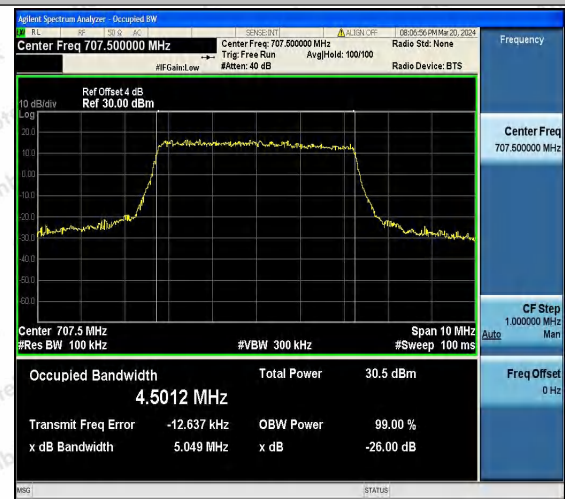 Agilent Spectrum Analyzer - Occupied BW
RL RF 50 Ω AC SENSE:INT ALIGN OFF 08:06:56 PM Mar 20, 2024
Center Freq 707.500000 MHz
Center Freq: 707.500000 MHz
Radio Std: None
Trig: Free Run
Avg|Hold: 100/100
#IFGain:Low
#Atten: 40 dB
Radio Device: BTS
Frequency
Ref Offset 4 dB
10 dB/div
Ref 30.00 dBm
Log
20.0
10.0
0.00
-10.0
-20.0
-30.0
-40.0
-50.0
-60.0
Center Freq
707.500000 MHz
Center 707.5 MHz
Span 10 MHz
#Res BW 100 kHz
#VBW 300 kHz
#Sweep 100 ms
CF Step
1.000000 MHz
Auto Man
Occupied Bandwidth
Total Power 30.5 dBm
4.5012 MHz
Transmit Freq Error -12.637 kHz
OBW Power 99.00 %
x dB Bandwidth 5.049 MHz
x dB -26.00 dB
Freq Offset
0 Hz
MSG
STATUS